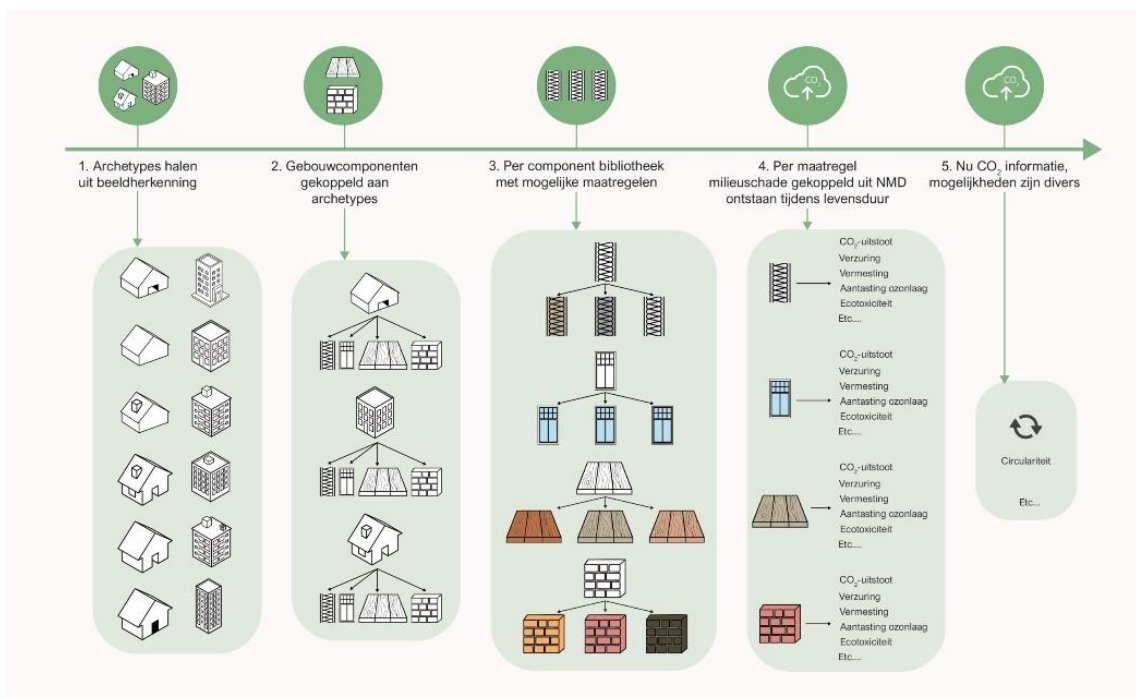 CO₂
CO₂
1. Archetypes halen
uit beeldherkenning
2. Gebouwcomponenten
gekoppeld aan
archetypes
3. Per component bibliotheek
met mogelijke maatregelen
4. Per maatregel
milieuschade gekoppeld uit NMD
ontstaan tijdens levensduur
5. Nu CO₂ informatie,
mogelijkheden zijn divers
CO₂-uitstoot
Verzuring
Vermesting
Aantasting ozonlaag
Ecotoxiciteit
Etc....
CO₂-uitstoot
Verzuring
Vermesting
Aantasting ozonlaag
Ecotoxiciteit
Etc....
CO₂-uitstoot
Verzuring
Vermesting
Aantasting ozonlaag
Ecotoxiciteit
Etc....
CO₂-uitstoot
Verzuring
Vermesting
Aantasting ozonlaag
Ecotoxiciteit
Etc....
Circulariteit
Etc...